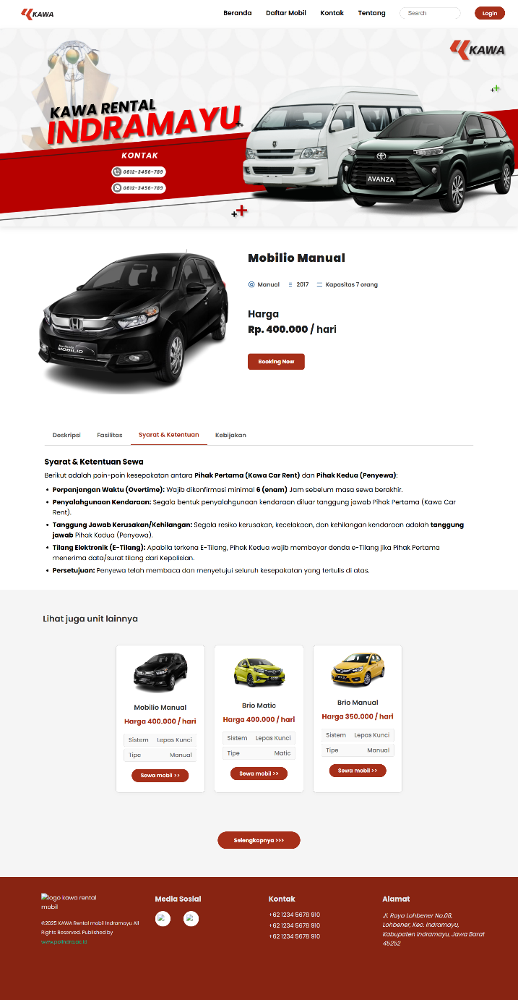 KAWA
Beranda Daftar Mobil Kontak Tentang Search Login
KAWA
KAWA RENTAL
INDRAMAYU
KONTAK
0812-3456-789
0812-3456-789
AVANZA
Mobilio Manual
Manual 2017 Kapasitas 7 orang
Harga
Rp. 400.000 / hari
Booking Now
MOBILIO
Deskripsi Fasilitas Syarat & Ketentuan Kebijakan
Syarat & Ketentuan Sewa
Berikut adalah poin-poin kesepakatan antara Pihak Pertama (Kawa Car Rent) dan Pihak Kedua (Penyewa):
• Perpanjangan Waktu (Overtime): Wajib dikonfirmasi minimal 6 (enam) Jam sebelum masa sewa berakhir.
• Penyalahgunaan Kendaraan: Segala bentuk penyalahgunaan kendaraan diluar tanggung jawab Pihak Pertama (Kawa Car
Rent).
• Tanggung Jawab Kerusakan/Kehilangan: Segala resiko kerusakan, kecelakaan, dan kehilangan kendaraan adalah tanggung
jawab Pihak Kedua (Penyewa).
• Tilang Elektronik (E-Tilang): Apabila terkena E-Tilang, Pihak Kedua wajib membayar denda e-Tilang jika Pihak Pertama
menerima data/surat tilang dari Kepolisian.
• Persetujuan: Penyewa telah membaca dan menyetujui seluruh kesepakatan yang tertulis di atas.
Lihat juga unit lainnya
Mobilio Manual
Harga 400.000 / hari
Sistem Lepas Kunci
Tipe Manual
Sewa mobil >>
Brio Matic
Harga 400.000 / hari
Sistem Lepas Kunci
Tipe Matic
Sewa mobil >>
Brio Manual
Harga 350.000 / hari
Sistem Lepas Kunci
Tipe Manual
Sewa mobil >>
Selengkapnya >>>
logo kawa rental
mobil
©2025 KAWA Rental mobil Indramayu All
Rights Reserved. Published by
www.polindra.ac.id
Media Sosial
Kontak
+62 1234 5678 910
+62 1234 5678 910
+62 1234 5678 910
Alamat
Jl. Raya Lohbener No.08,
Lohbener, Kec. Indramayu,
Kabupaten Indramayu, Jawa Barat
45252